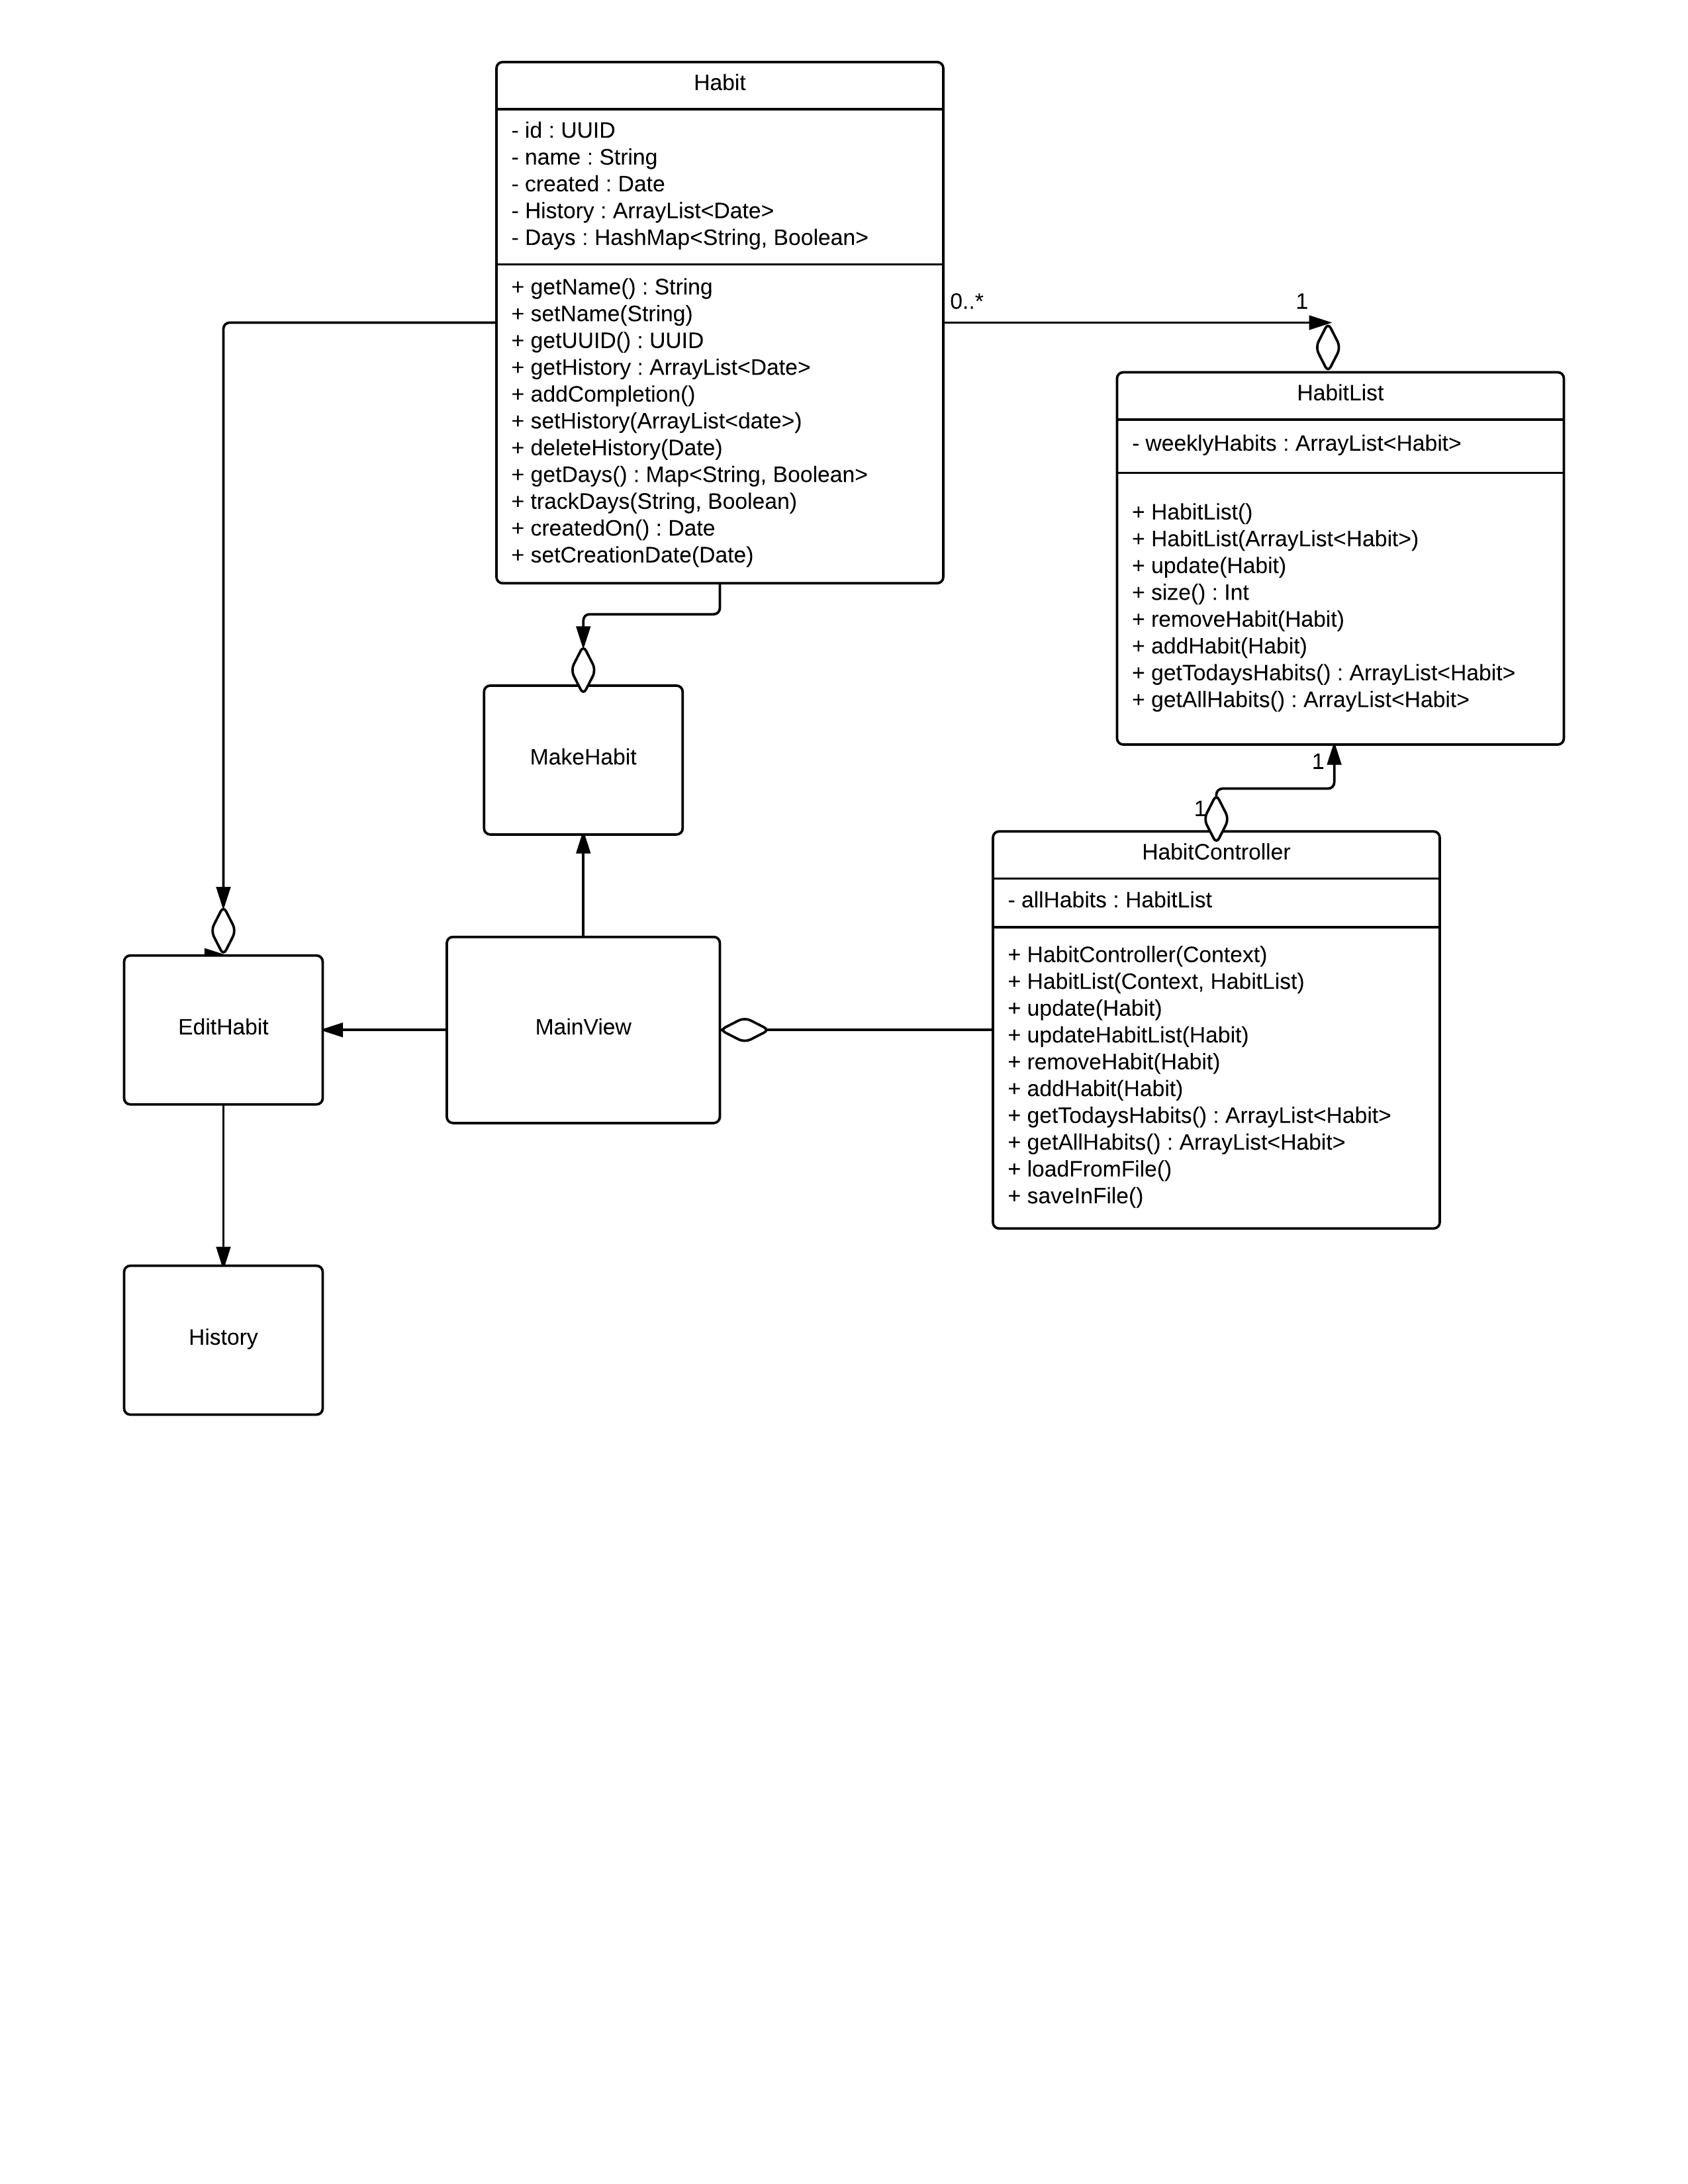 Habit
- id : UUID
- name : String
- created : Date
- History : ArrayList<Date>
- Days : HashMap<String, Boolean>
+ getName() : String
+ setName(String)
+ getUUID() : UUID
+ getHistory : ArrayList<Date>
+ addCompletion()
+ setHistory(ArrayList<date>)
+ deleteHistory(Date)
+ getDays() : Map<String, Boolean>
+ trackDays(String, Boolean)
+ createdOn() : Date
+ setCreationDate(Date)
0..*
1
HabitList
- weeklyHabits : ArrayList<Habit>
+ HabitList()
+ HabitList(ArrayList<Habit>)
+ update(Habit)
+ size() : Int
+ removeHabit(Habit)
+ addHabit(Habit)
+ getTodaysHabits() : ArrayList<Habit>
+ getAllHabits() : ArrayList<Habit>
1
1
MakeHabit
HabitController
- allHabits : HabitList
+ HabitController(Context)
+ HabitList(Context, HabitList)
+ update(Habit)
+ updateHabitList(Habit)
+ removeHabit(Habit)
+ addHabit(Habit)
+ getTodaysHabits() : ArrayList<Habit>
+ getAllHabits() : ArrayList<Habit>
+ loadFromFile()
+ saveInFile()
EditHabit
MainView
History